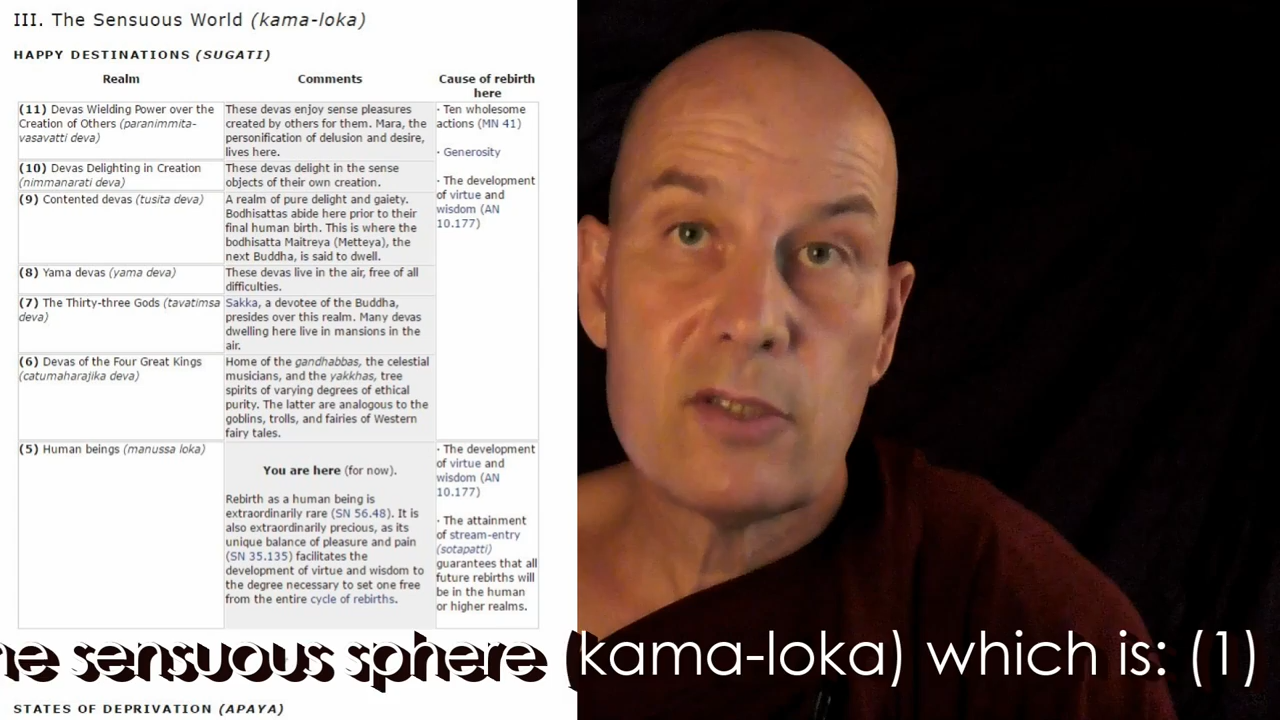 III. The Sensuous World (kama-loka)
HAPPY DESTINATIONS (SUGATI)
Realm
Comments
Cause of rebirth
here
(11) Devas Wielding Power over the
Creation of Others (paranimmita-
vasavatti deva)
These devas enjoy sense pleasures
created by others for them. Mara, the
personification of delusion and desire,
lives here.
· Ten wholesome
actions (MN 41)
· Generosity
· The development
of virtue and
wisdom (AN
10.177)
(10) Devas Delighting in Creation
(nimmanarati deva)
These devas delight in the sense
objects of their own creation.
(9) Contented devas (tusita deva)
A realm of pure delight and gaiety.
Bodhisattas abide here prior to their
final human birth. This is where the
bodhisatta Maitreya (Metteya), the
next Buddha, is said to dwell.
(8) Yama devas (yama deva)
These devas live in the air, free of all
difficulties.
(7) The Thirty-three Gods (tavatimsa
deva)
Sakka, a devotee of the Buddha,
presides over this realm. Many devas
dwelling here live in mansions in the
air.
(6) Devas of the Four Great Kings
(catumaharajika deva)
Home of the gandhabbas, the celestial
musicians, and the yakkhas, tree
spirits of varying degrees of ethical
purity. The latter are analogous to the
goblins, trolls, and fairies of Western
fairy tales.
(5) Human beings (manussa loka)
You are here (for now).
Rebirth as a human being is
extraordinarily rare (SN 56.48). It is
also extraordinarily precious, as its
unique balance of pleasure and pain
(SN 35.135) facilitates the
development of virtue and wisdom to
the degree necessary to set one free
from the entire cycle of rebirths.
· The development
of virtue and
wisdom (AN
10.177)
· The attainment
of stream-entry
(sotapatti)
guarantees that all
future rebirths will
be in the human
or higher realms.
he sensuous sphere (kama-loka) which is: (1)
STATES OF DEPRIVATION (APAYA)